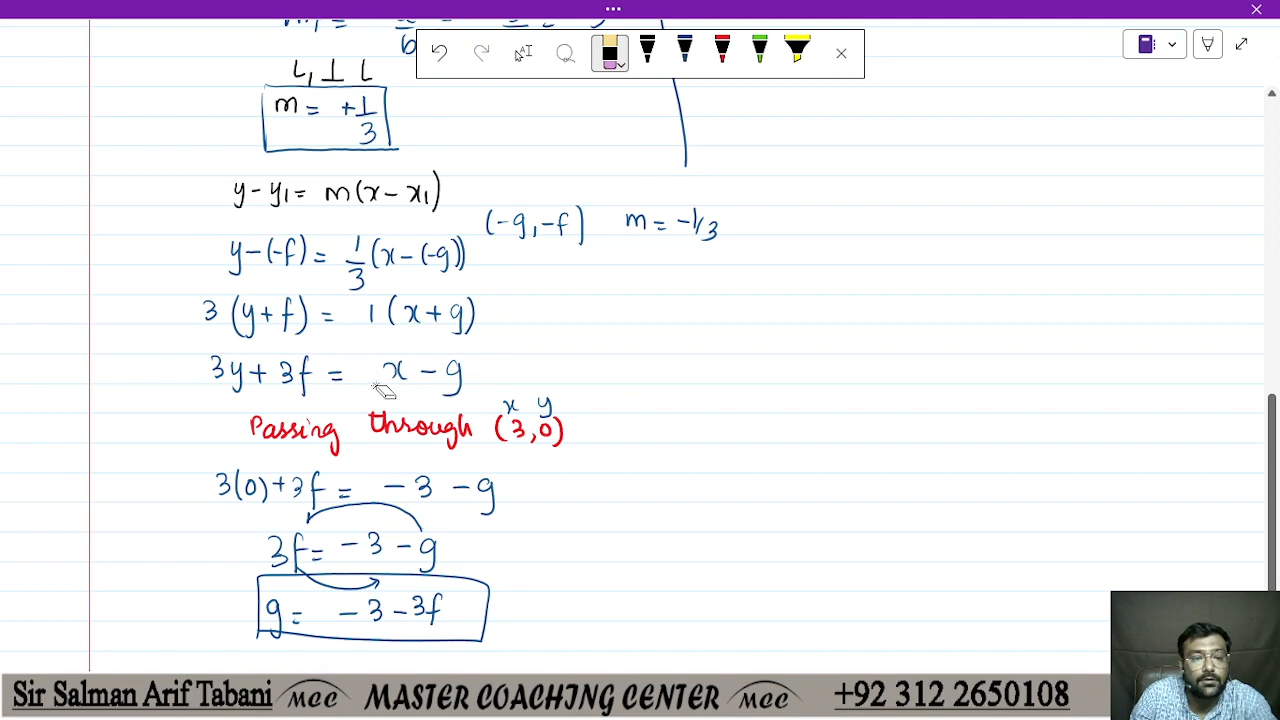 L₁ ⊥ L
m = +1/3
y - y₁ = m(x - x₁)
(-g, -f) m = -1/3
y - (-f) = 1/3 (x - (-g))
3 (y + f) = 1 (x + g)
3y + 3f = x - g
x y
Passing through (3, 0)
3(0) + 3f = -3 - g
3f = -3 - g
g = -3 - 3f
Sir Salman Arif Tabani MCC MASTER COACHING CENTER MCC +92 312 2650108